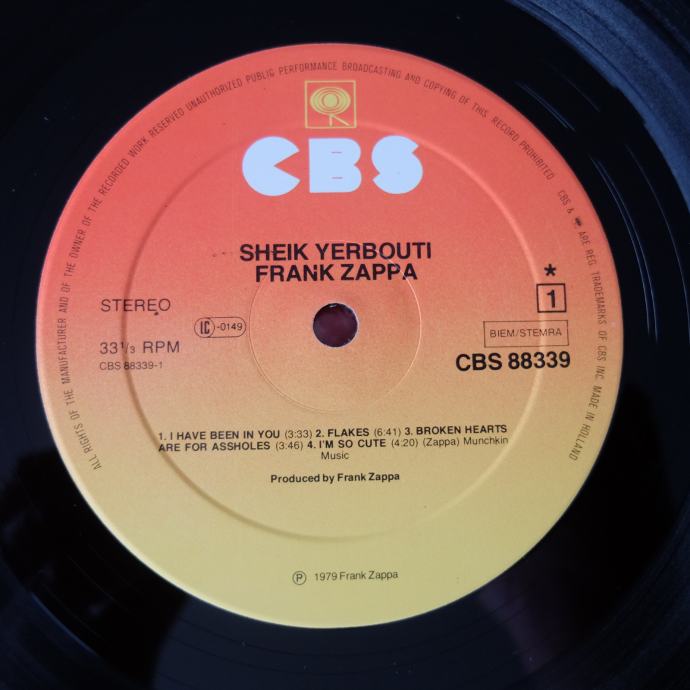 ALL RIGHTS OF THE MANUFACTURER AND OF THE OWNER OF THE RECORDED WORK RESERVED UNAUTHORIZED PUBLIC PERFORMANCE BROADCASTING AND COPYING OF THIS RECORD PROHIBITED
CBS & ARE REG. TRADEMARKS OF CBS INC. MADE IN HOLLAND
CBS
SHEIK YERBOUTI
FRANK ZAPPA
STEREO
LC -0149
* 
1
33 1/3 RPM
BIEM/STEMRA
CBS 88339-1
CBS 88339
1. I HAVE BEEN IN YOU (3:33) 2. FLAKES (6:41) 3. BROKEN HEARTS
ARE FOR ASSHOLES (3:46) 4. I'M SO CUTE (4:20) (Zappa) Munchkin
Music
Produced by Frank Zappa
Ⓟ 1979 Frank Zappa